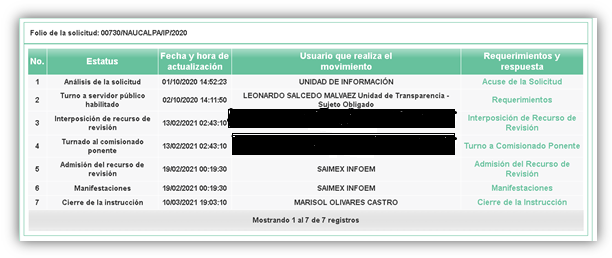 Folio de la solicitud: 00730/NAUCALPA/IP/2020
No. Estatus Fecha y hora de actualización Usuario que realiza el movimiento Requerimientos y respuesta
1 Análisis de la solicitud 01/10/2020 14:52:23 UNIDAD DE INFORMACIÓN Acuse de la Solicitud
2 Turno a servidor público habilitado 02/10/2020 14:11:50 LEONARDO SALCEDO MALVAEZ Unidad de Transparencia - Sujeto Obligado Requerimientos
3 Interposición de recurso de revisión 13/02/2021 02:43:10 Interposición de Recurso de Revisión
4 Turnado al comisionado ponente 13/02/2021 02:43:10 Turno a Comisionado Ponente
5 Admisión del recurso de revisión 19/02/2021 00:19:30 SAIMEX INFOEM Admisión del Recurso de Revisión
6 Manifestaciones 19/02/2021 00:19:30 SAIMEX INFOEM Manifestaciones
7 Cierre de la instrucción 10/03/2021 19:03:10 MARISOL OLIVARES CASTRO Cierre de la Instrucción
Mostrando 1 al 7 de 7 registros